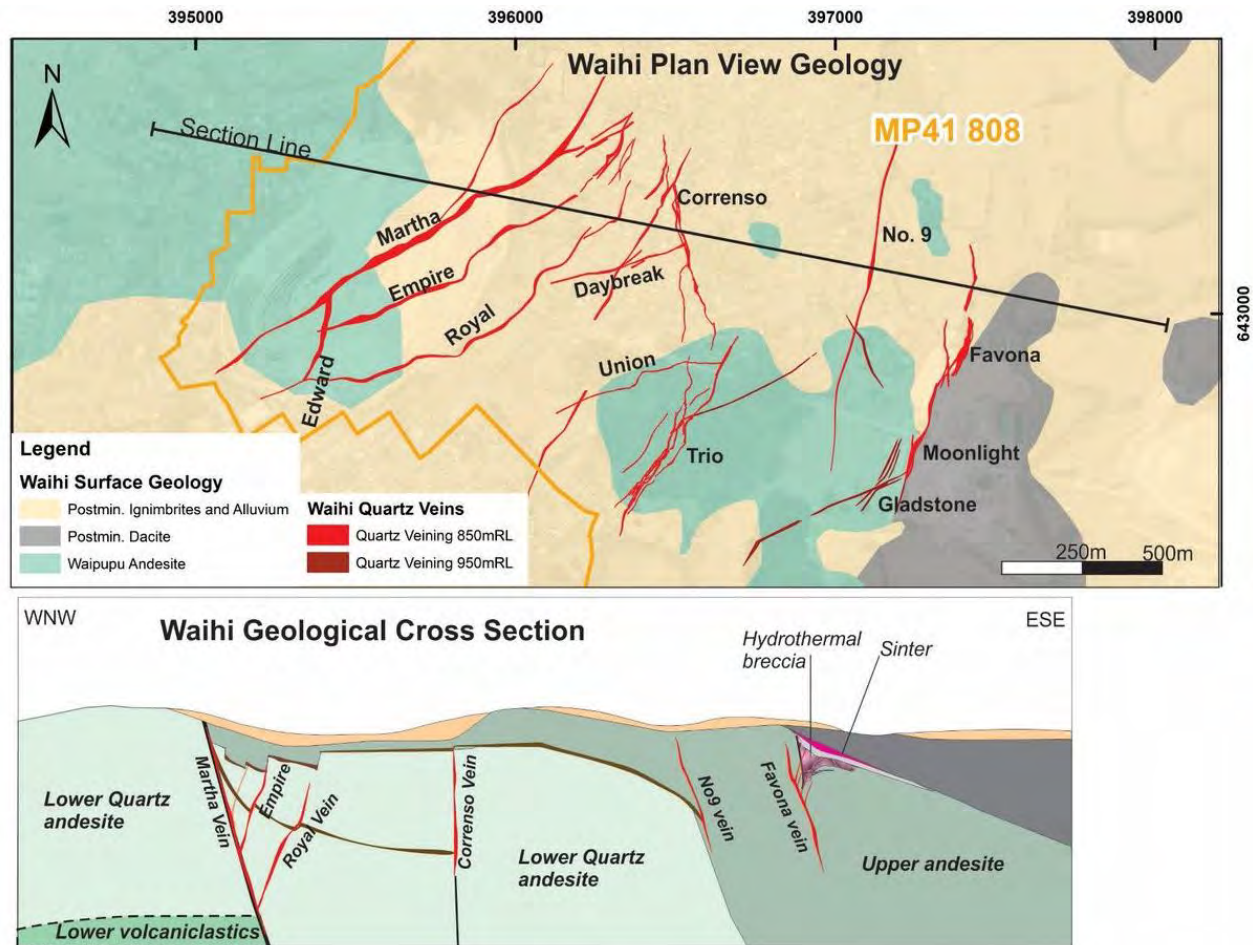 395000
396000
397000
398000
Waihi Plan View Geology
N
Section Line
MP41 808
Correnso
Martha
No. 9
Empire
Daybreak
Royal
643000
Union
Favona
Edward
Trio
Moonlight
Gladstone
Legend
Waihi Surface Geology
Postmin. Ignimbrites and Alluvium
Postmin. Dacite
Waipupu Andesite
Waihi Quartz Veins
Quartz Veining 850mRL
Quartz Veining 950mRL
250m
500m
WNW
ESE
Waihi Geological Cross Section
Hydrothermal
breccia
Sinter
Martha Vein
Empire
Royal Vein
Correnso Vein
No9 vein
Favona vein
Lower Quartz
andesite
Lower Quartz
andesite
Upper andesite
Lower volcaniclastics